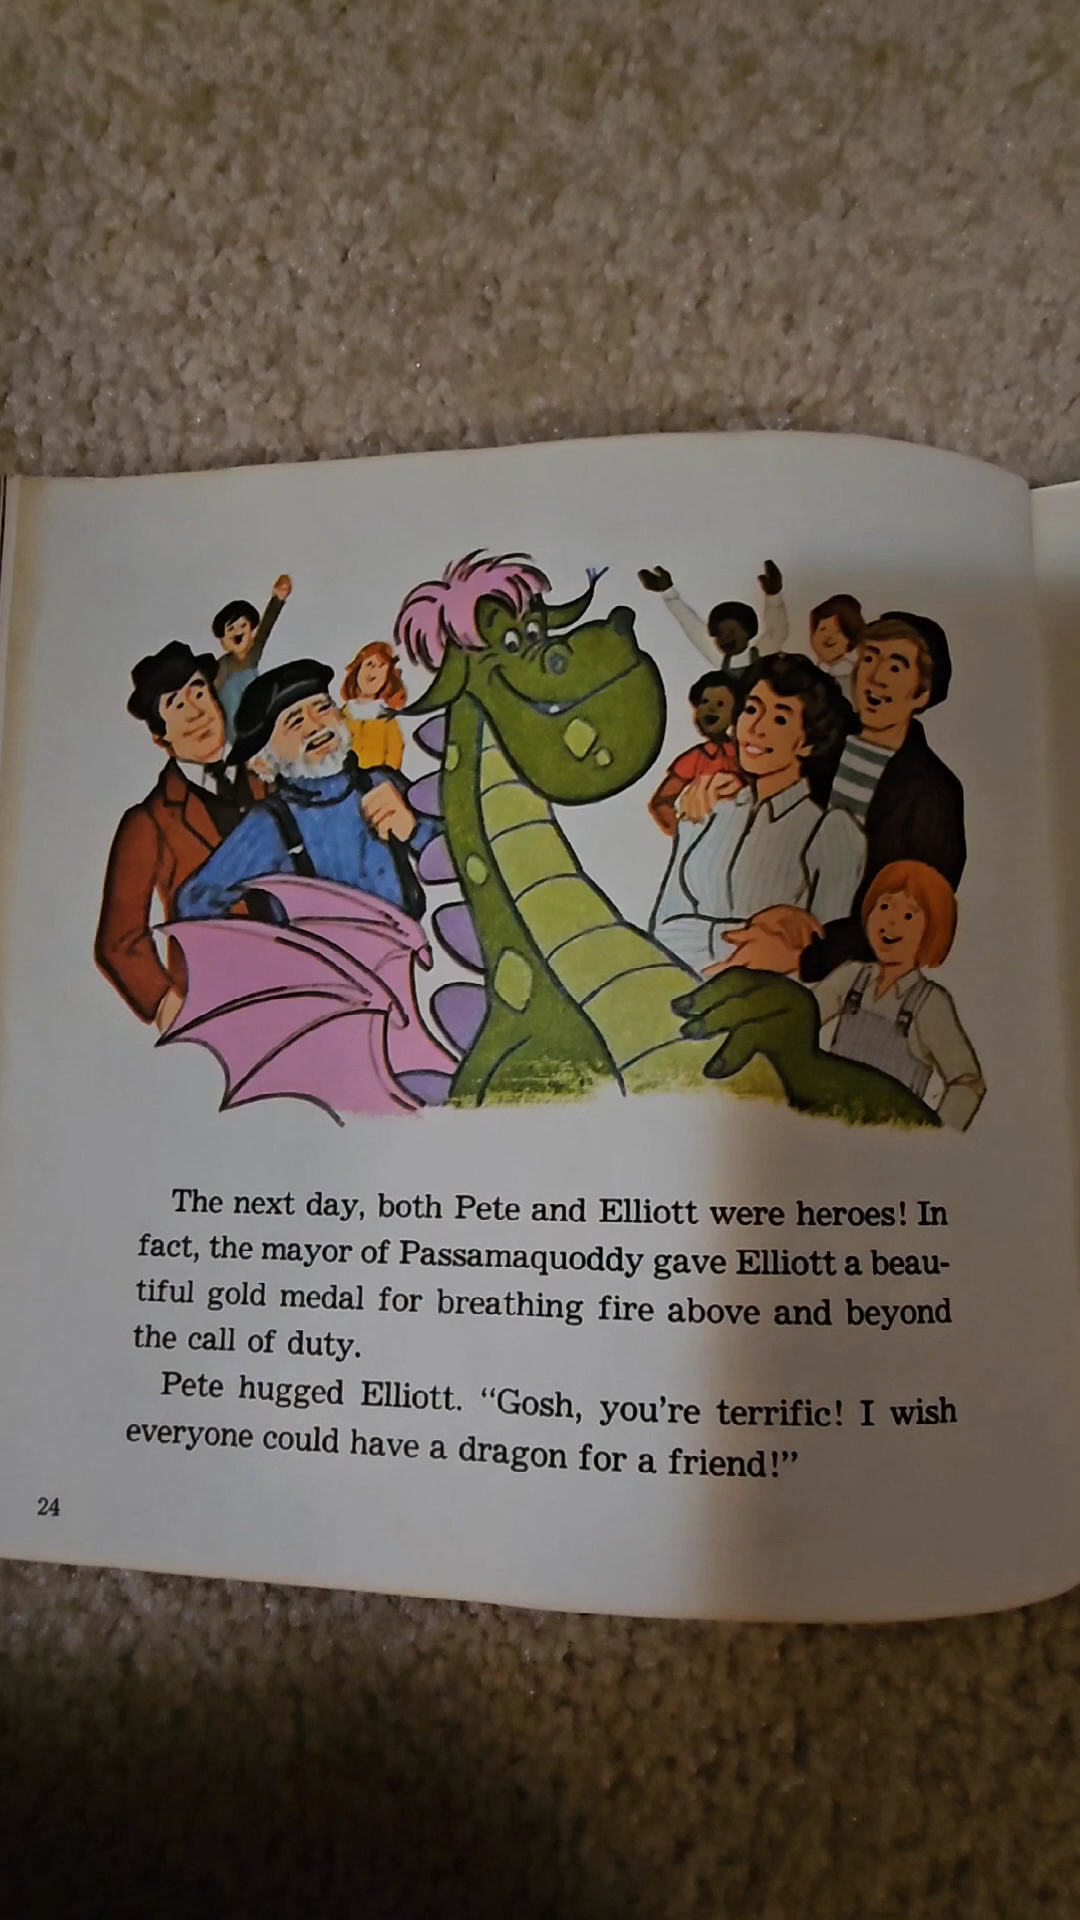 The next day, both Pete and Elliott were heroes! In
fact, the mayor of Passamaquoddy gave Elliott a beau-
tiful gold medal for breathing fire above and beyond
the call of duty.
Pete hugged Elliott. “Gosh, you’re terrific! I wish
everyone could have a dragon for a friend!”
24